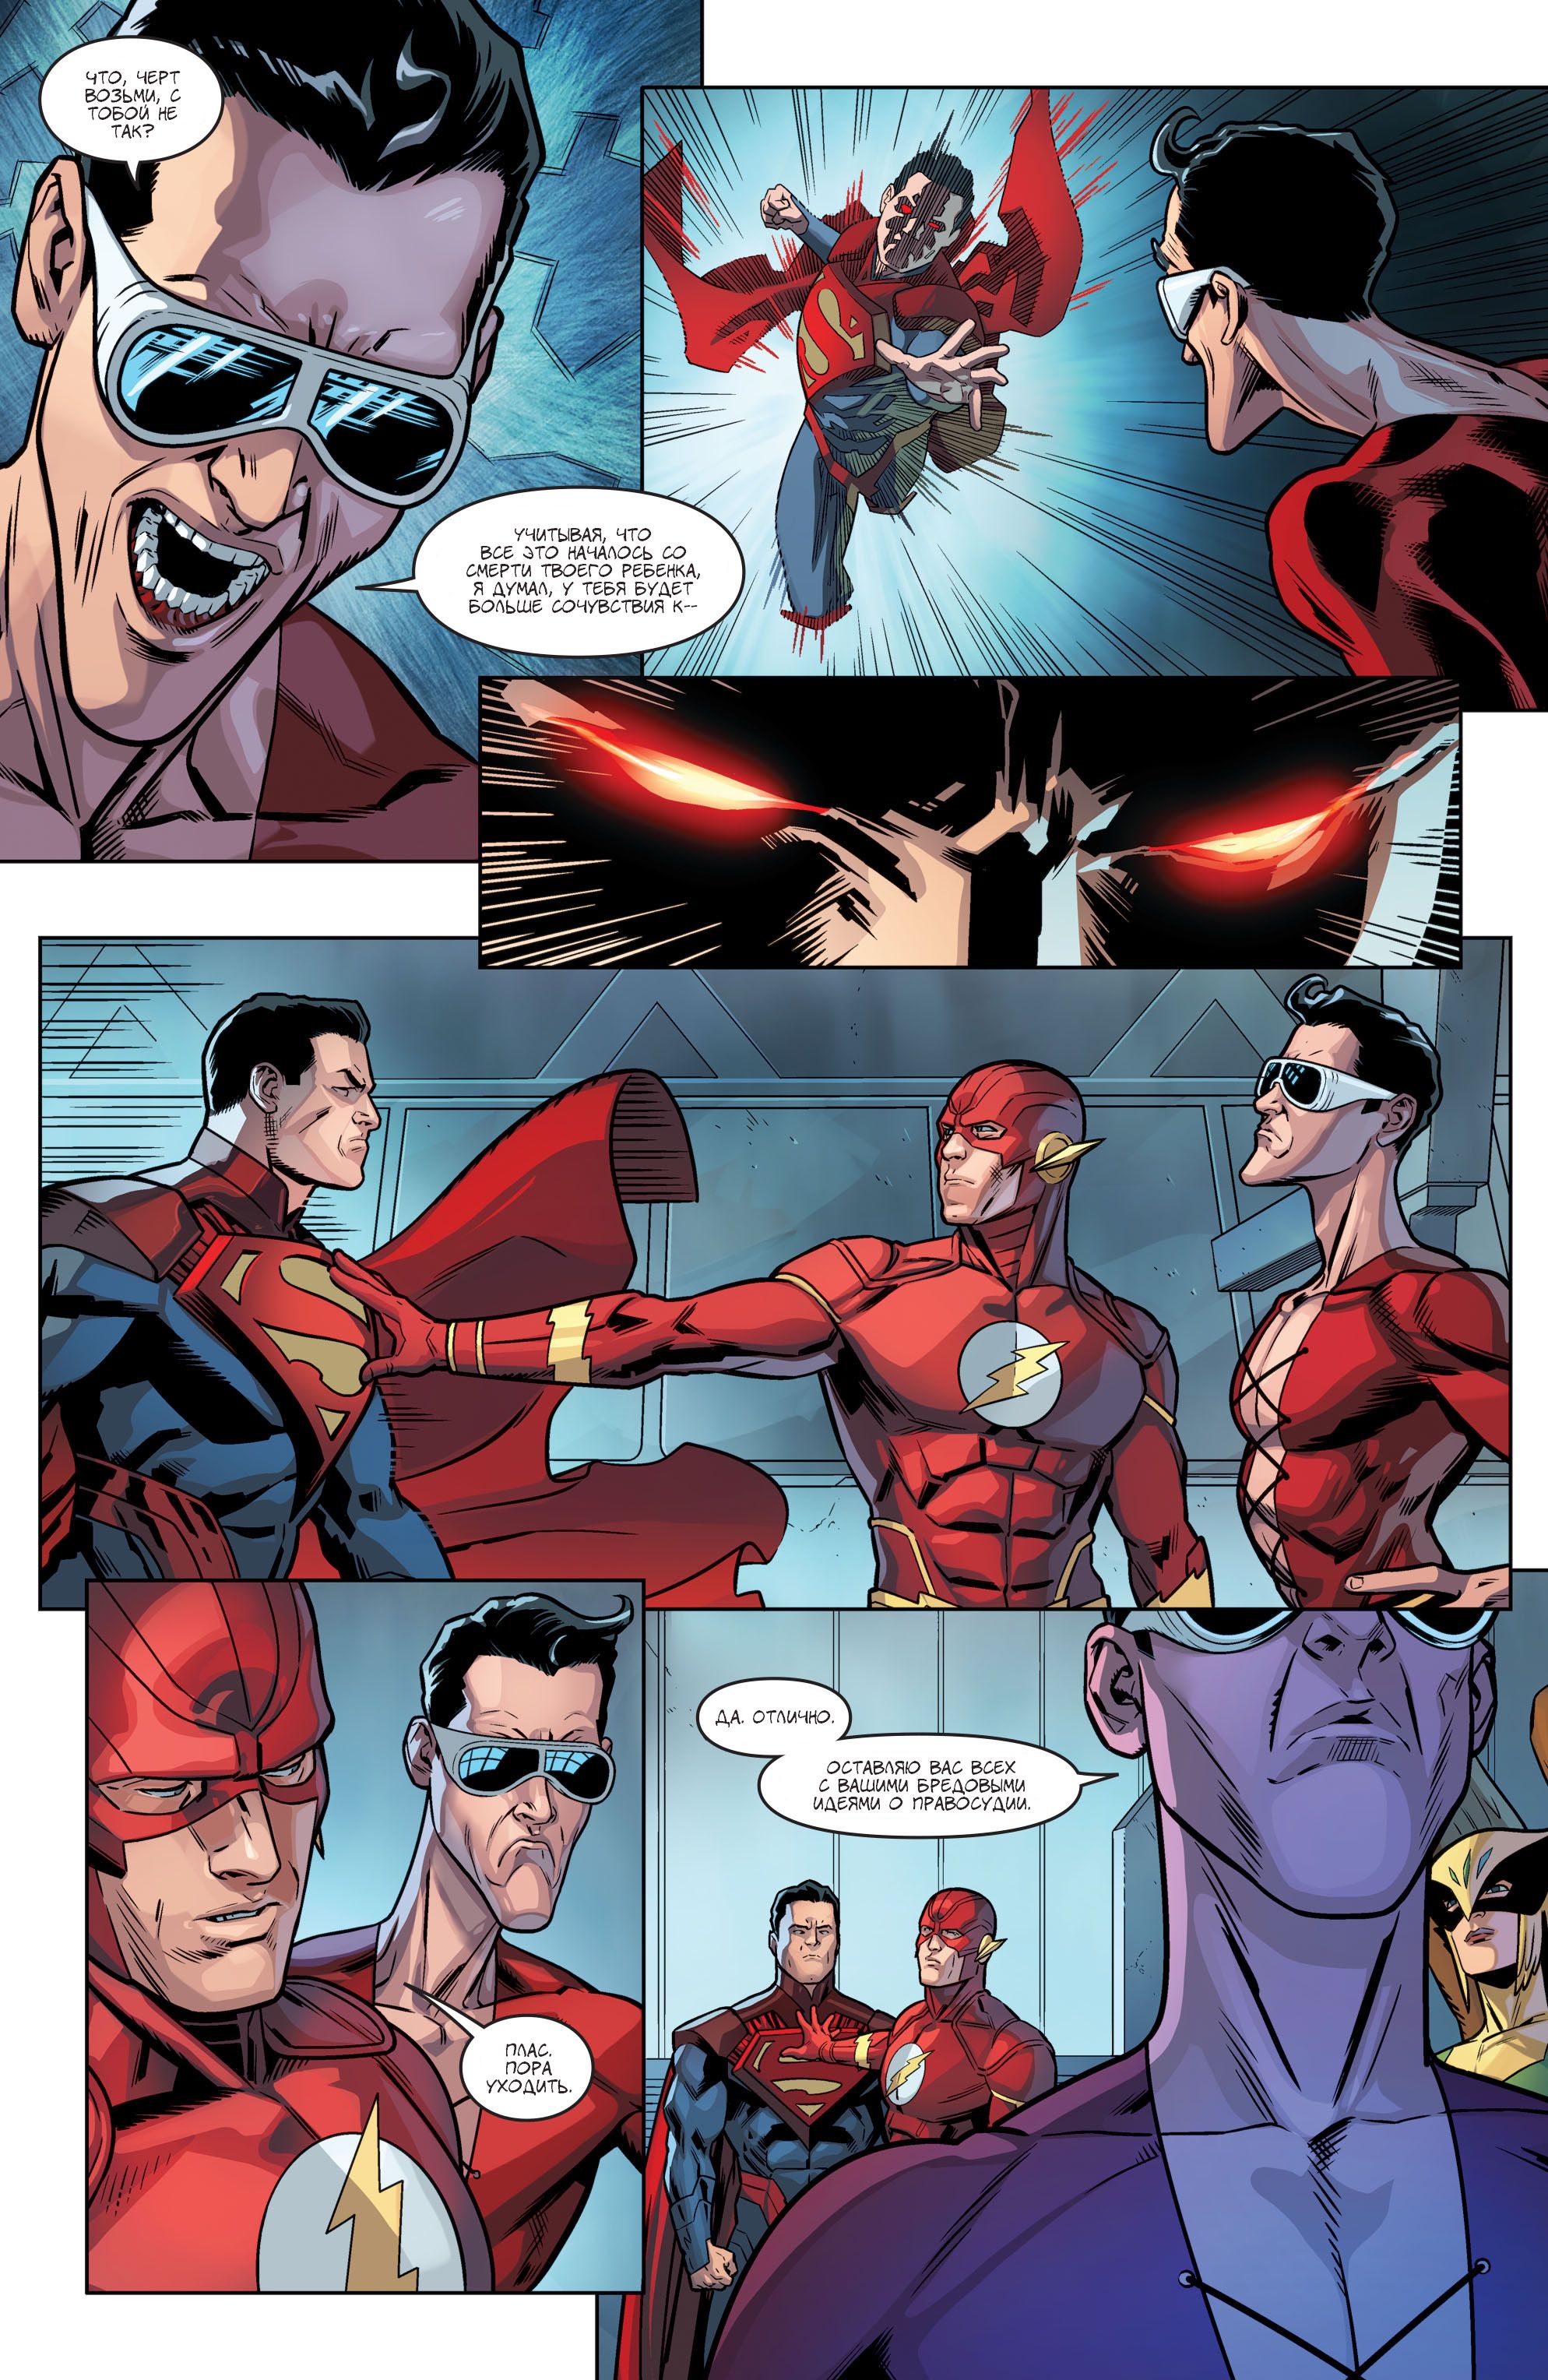 ЧТО, ЧЕРТ
ВОЗЬМИ, С
ТОБОЙ НЕ
ТАК?
УЧИТЫВАЯ, ЧТО
ВСЕ ЭТО НАЧАЛОСЬ СО
СМЕРТИ ТВОЕГО РЕБЕНКА,
Я ДУМАЛ, У ТЕБЯ БУДЕТ
БОЛЬШЕ СОЧУВСТВИЯ К--
ПЛАС.
ПОРА
УХОДИТЬ.
ДА. ОТЛИЧНО.
ОСТАВЛЯЮ ВАС ВСЕХ
С ВАШИМИ БРЕДОВЫМИ
ИДЕЯМИ О ПРАВОСУДИИ.